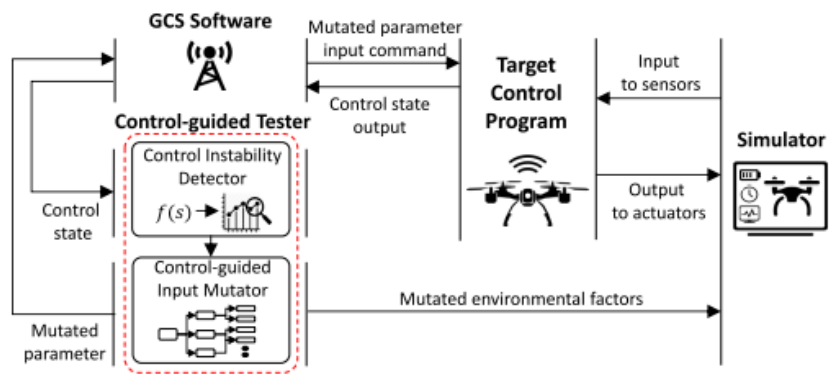 GCS Software
Mutated parameter
input command
Control state
output
Target
Control
Program
Input
to sensors
Output
to actuators
Simulator
Control-guided Tester
Control Instability
Detector
f(s)
Control
state
Control-guided
Input Mutator
Mutated
parameter
Mutated environmental factors